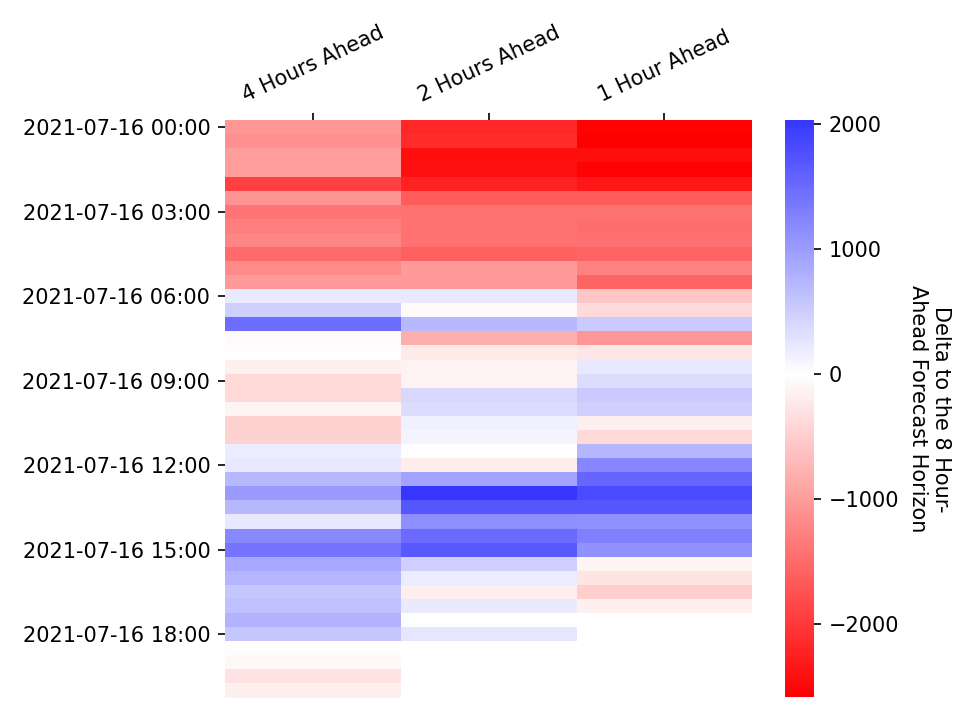 4 Hours Ahead
2 Hours Ahead
1 Hour Ahead
2021-07-16 00:00
2021-07-16 03:00
2021-07-16 06:00
2021-07-16 09:00
2021-07-16 12:00
2021-07-16 15:00
2021-07-16 18:00
2000
1000
0
−1000
−2000
Delta to the 8 Hour-
Ahead Forecast Horizon